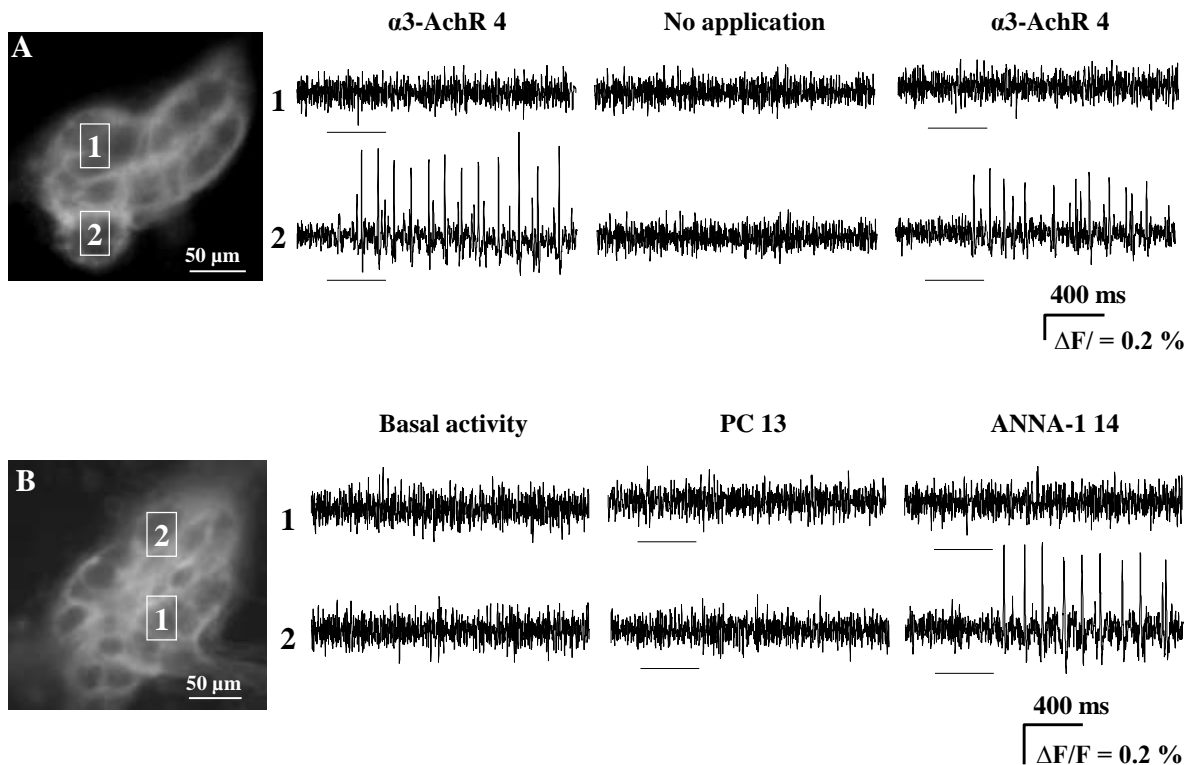 A
α3-AchR 4
No application
α3-AchR 4
1
1
2
2
50 µm
400 ms
ΔF/ = 0.2 %
B
Basal activity
PC 13
ANNA-1 14
2
1
1
2
50 µm
400 ms
ΔF/F = 0.2 %